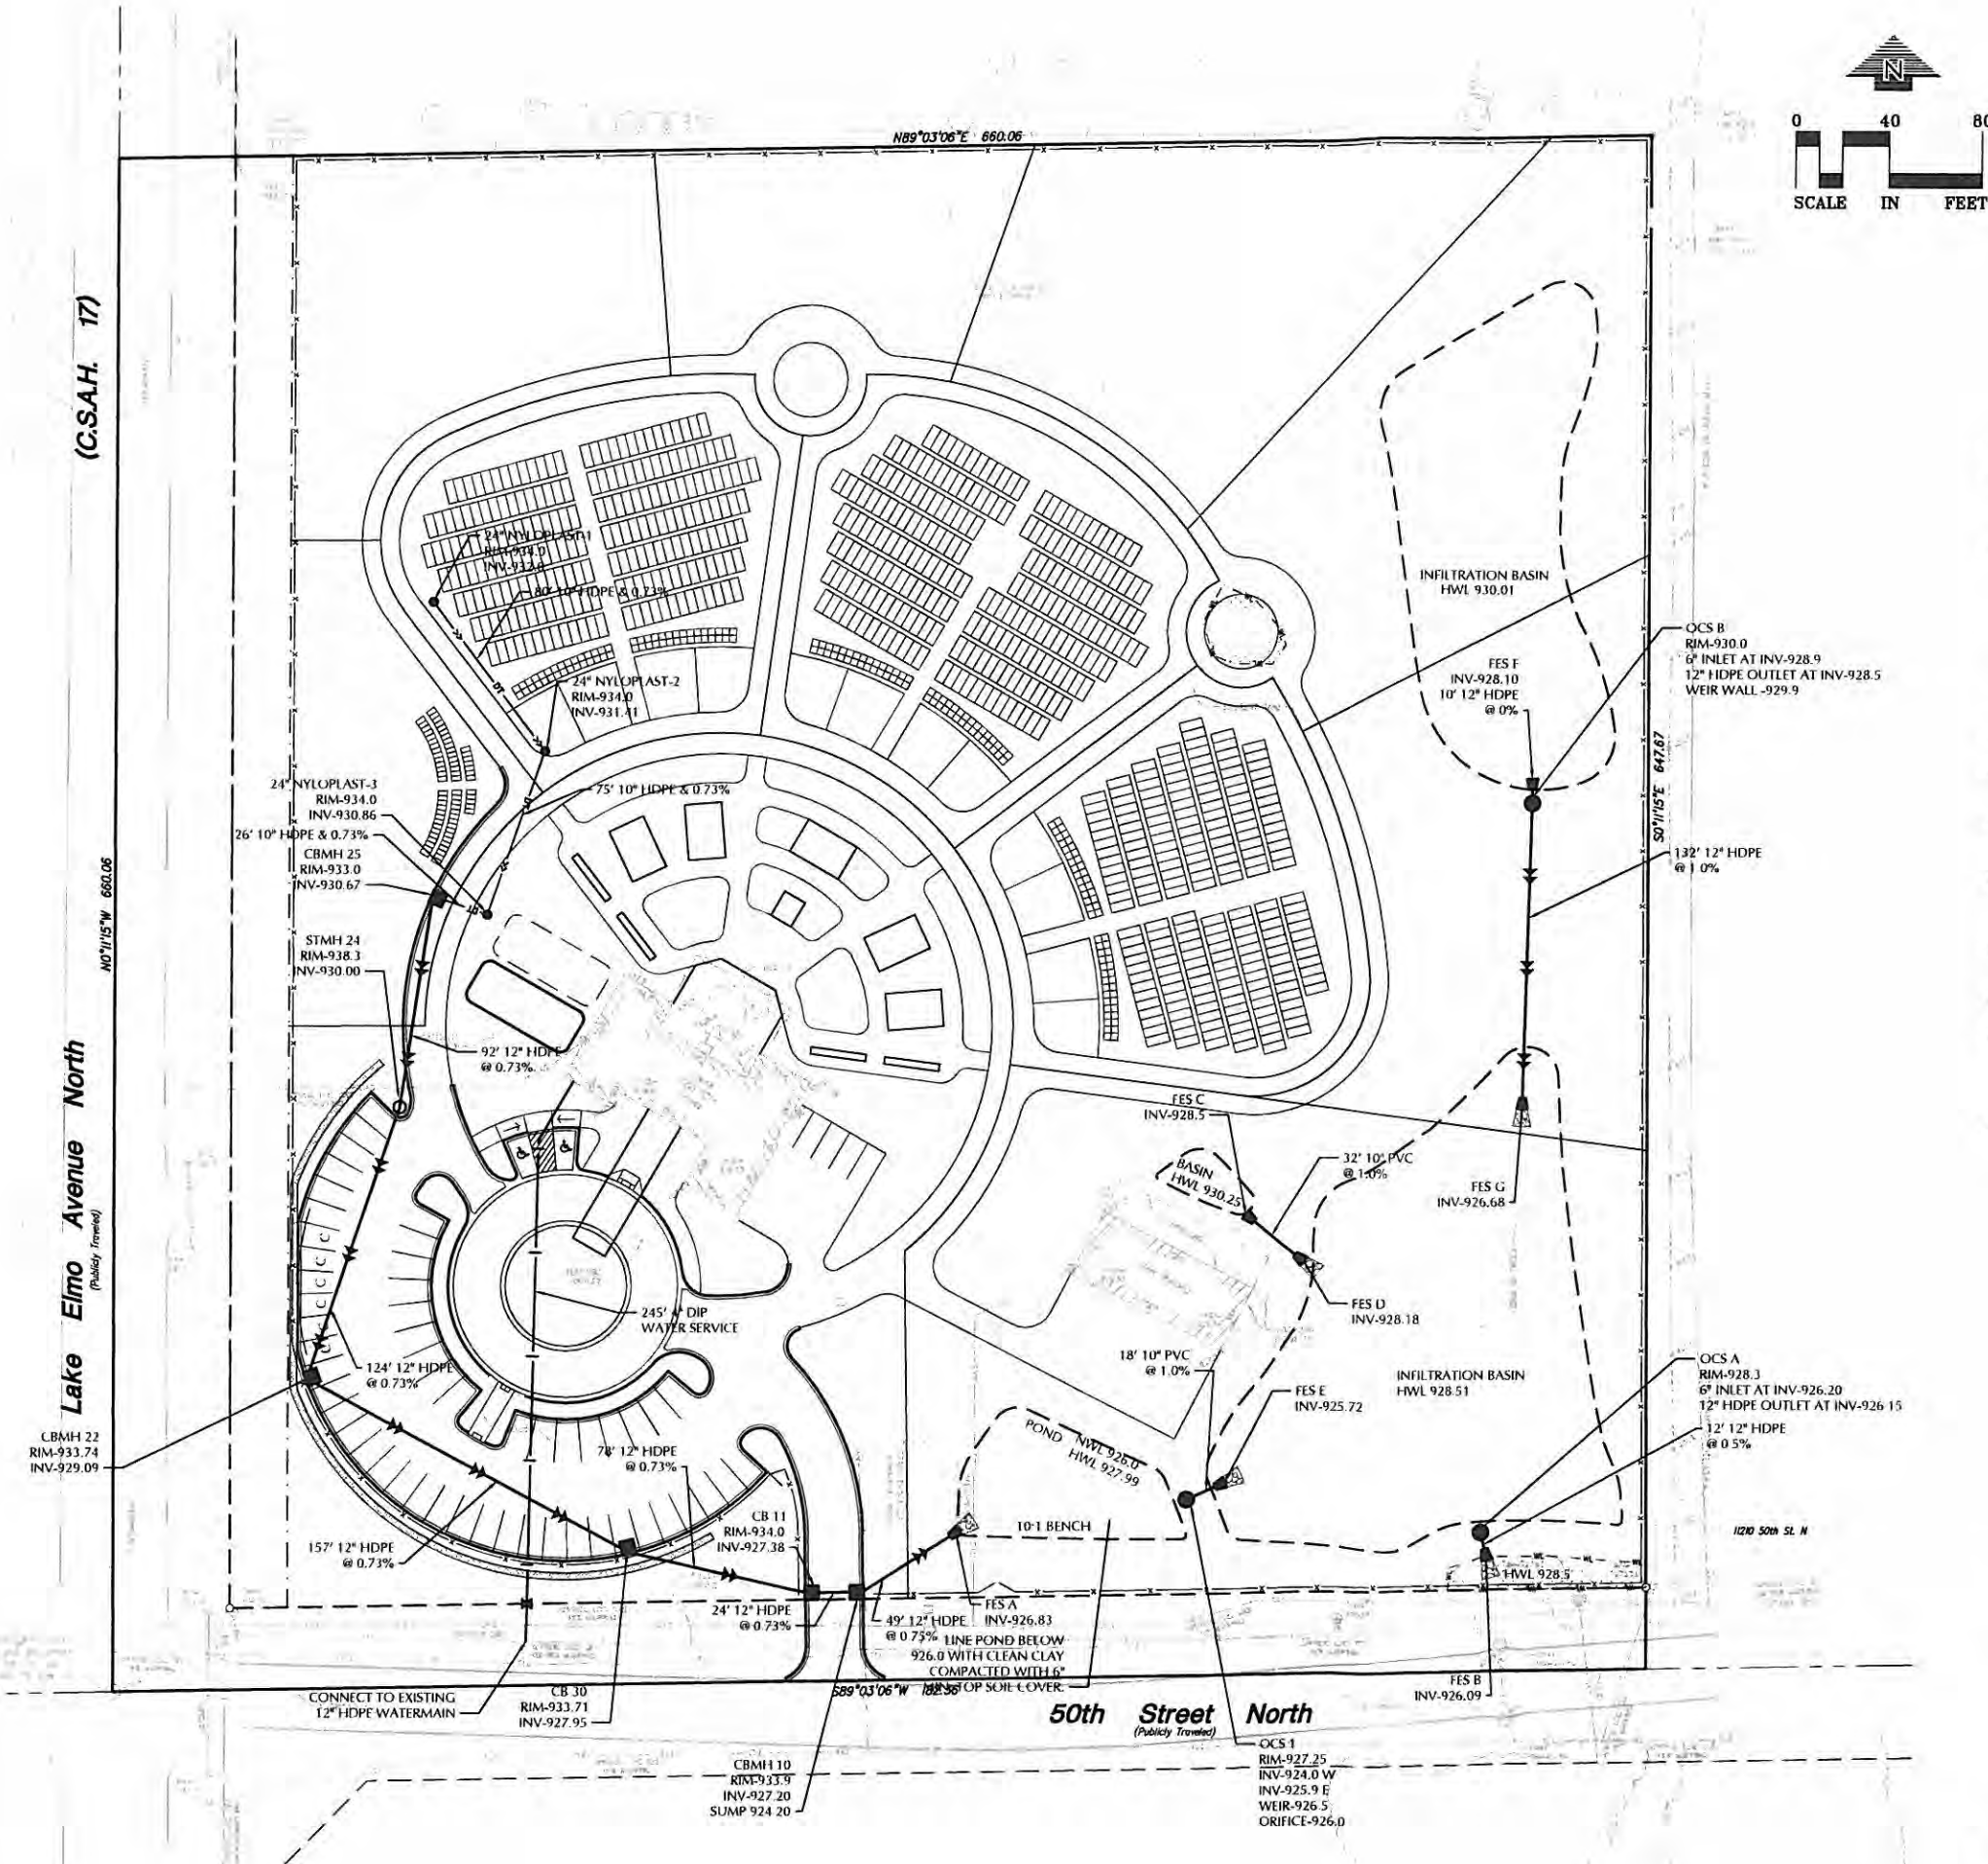 N
0 40 80
SCALE IN FEET
N89°03'06"E 660.06
(C.S.A.H. 17)
Lake Elmo Avenue North
(Publicly Traveled)
N0°11'15"W 660.06
24" NYLOPLAST-1
RIM-934.0
INV-932.0
80' 10" HDPE & 0.73%
24" NYLOPLAST-2
RIM-934.0
INV-931.41
DT
INFILTRATION BASIN
HWL 930.01
OCS B
RIM-930.0
6" INLET AT INV-928.9
12" HDPE OUTLET AT INV-928.5
WEIR WALL -929.9
FES F
INV-928.10
10' 12" HDPE
@ 0%
S0°11'15"E 647.67
24" NYLOPLAST-3
RIM-934.0
INV-930.86
75' 10" HDPE & 0.73%
26' 10" HDPE & 0.73%
CBMH 25
RIM-933.0
INV-930.67
DT
132' 12" HDPE
@ 1 0%
STMH 24
RIM-938.3
INV-930.00
92' 12" HDPE
@ 0.73%
FES C
INV-928.5
BASIN
HWL 930.25
32' 10" PVC
@ 1.0%
FES G
INV-926.68
C C C C C C
245' 4" DIP
WATER SERVICE
FES D
INV-928.18
124' 12" HDPE
@ 0.73%
18' 10" PVC
@ 1.0%
FES E
INV-925.72
INFILTRATION BASIN
HWL 928.51
OCS A
RIM-928.3
6" INLET AT INV-926.20
12" HDPE OUTLET AT INV-926 15
12' 12" HDPE
@ 0 5%
CBMH 22
RIM-933.74
INV-929.09
78' 12" HDPE
@ 0.73%
POND NWL 926.0
HWL 927.99
CB 11
RIM-934.0
INV-927.38
10-1 BENCH
11210 50th St. N
157' 12" HDPE
@ 0.73%
HWL 928.5
24' 12" HDPE
@ 0.73%
49' 12" HDPE
@ 0 75%
FES A
INV-926.83
LINE POND BELOW
926.0 WITH CLEAN CLAY
COMPACTED WITH 6"
MIN. TOP SOIL COVER.
CONNECT TO EXISTING
12" HDPE WATERMAIN
CB 30
RIM-933.71
INV-927.95
S89°03'06"W 182.56
50th Street North
(Publicly Traveled)
FES B
INV-926.09
CBMH 10
RIM-933.9
INV-927.20
SUMP 924 20
OCS 1
RIM-927.25
INV-924.0 W
INV-925.9 E
WEIR-926 5
ORIFICE-926.0